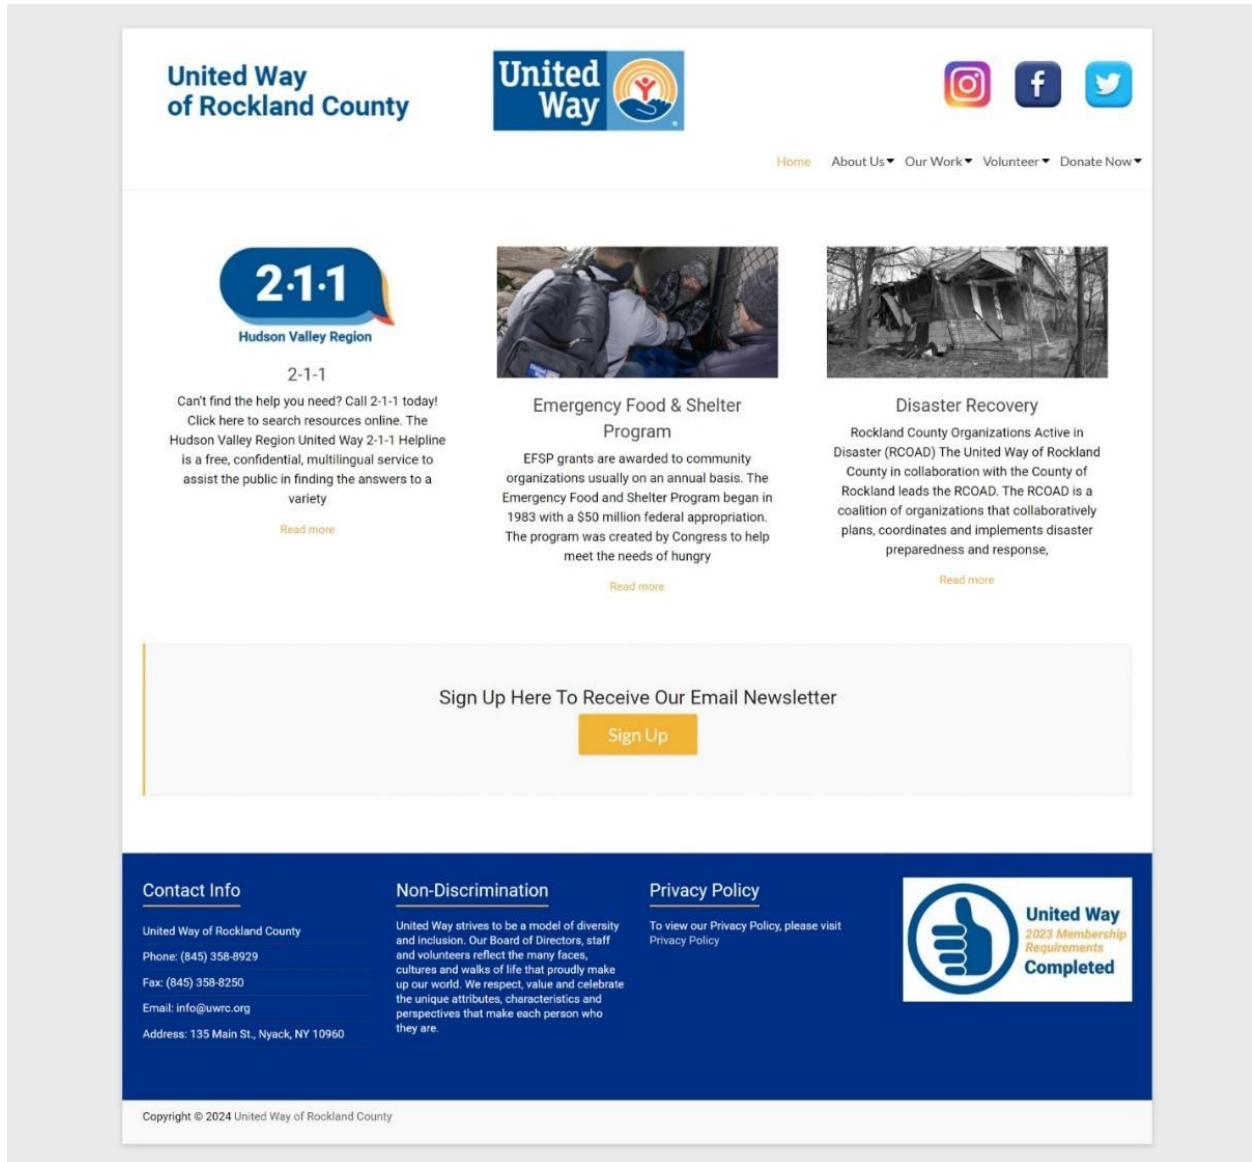 United Way
of Rockland County
United
Way
Home About Us Our Work Volunteer Donate Now
2·1·1
Hudson Valley Region
2-1-1
Can't find the help you need? Call 2-1-1 today!
Click here to search resources online. The
Hudson Valley Region United Way 2-1-1 Helpline
is a free, confidential, multilingual service to
assist the public in finding the answers to a
variety
Read more
Emergency Food & Shelter
Program
EFSP grants are awarded to community
organizations usually on an annual basis. The
Emergency Food and Shelter Program began in
1983 with a $50 million federal appropriation.
The program was created by Congress to help
meet the needs of hungry
Read more
Disaster Recovery
Rockland County Organizations Active in
Disaster (RCOAD) The United Way of Rockland
County in collaboration with the County of
Rockland leads the RCOAD. The RCOAD is a
coalition of organizations that collaboratively
plans, coordinates and implements disaster
preparedness and response,
Read more
Sign Up Here To Receive Our Email Newsletter
Sign Up
Contact Info
United Way of Rockland County
Phone: (845) 358-8929
Fax: (845) 358-8250
Email: info@uwrc.org
Address: 135 Main St., Nyack, NY 10960
Non-Discrimination
United Way strives to be a model of diversity
and inclusion. Our Board of Directors, staff
and volunteers reflect the many faces,
cultures and walks of life that proudly make
up our world. We respect, value and celebrate
the unique attributes, characteristics and
perspectives that make each person who
they are.
Privacy Policy
To view our Privacy Policy, please visit
Privacy Policy
United Way
2023 Membership
Requirements
Completed
Copyright © 2024 United Way of Rockland County